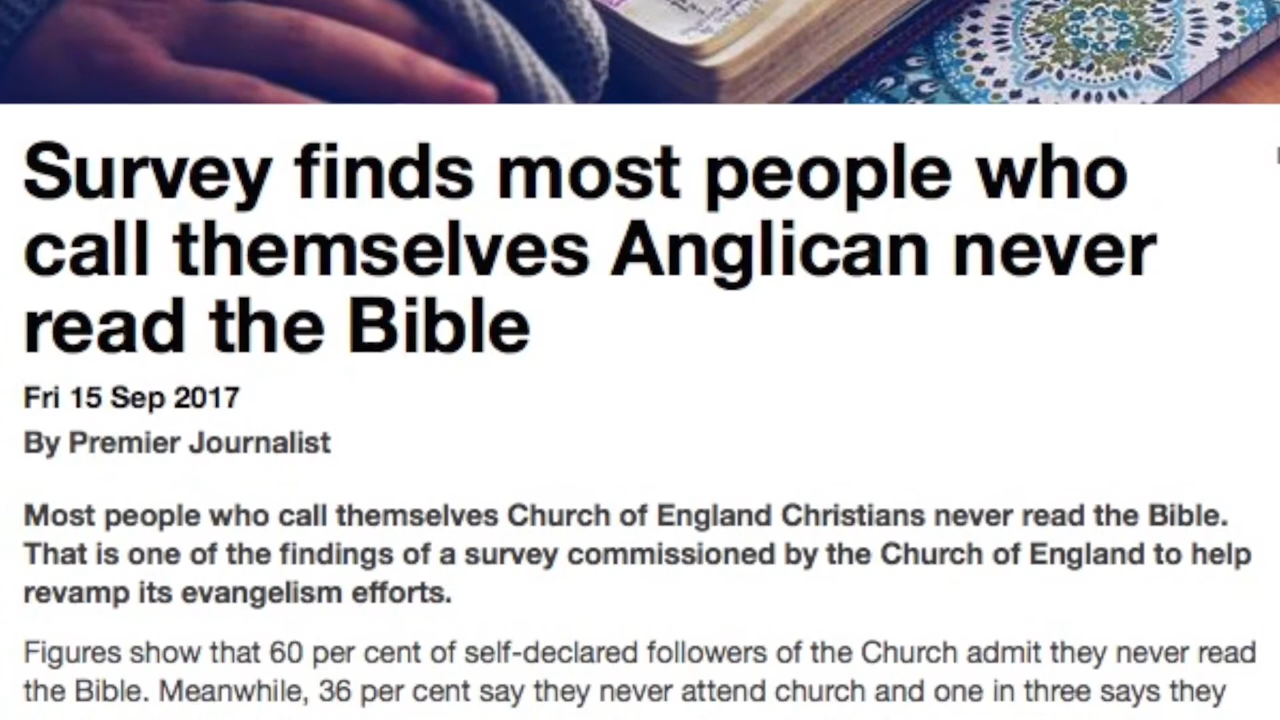 Survey finds most people who
call themselves Anglican never
read the Bible
Fri 15 Sep 2017
By Premier Journalist
Most people who call themselves Church of England Christians never read the Bible.
That is one of the findings of a survey commissioned by the Church of England to help
revamp its evangelism efforts.
Figures show that 60 per cent of self-declared followers of the Church admit they never read
the Bible. Meanwhile, 36 per cent say they never attend church and one in three says they